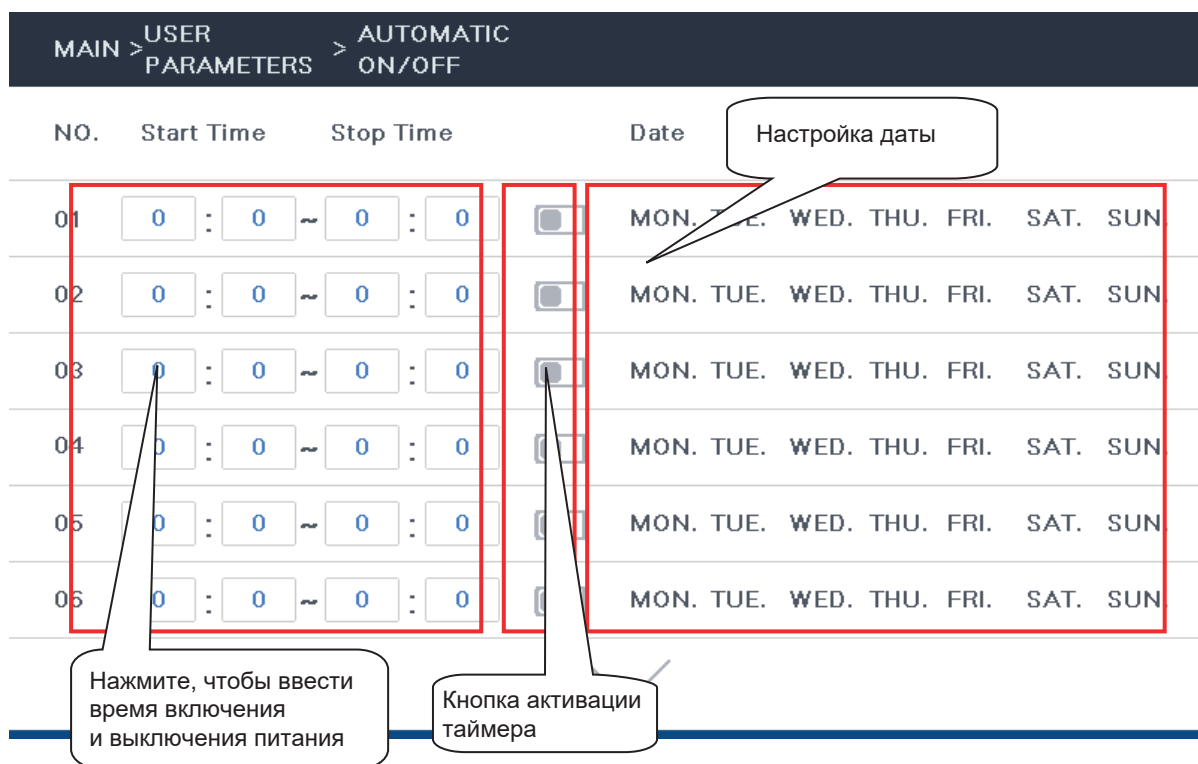 MAIN > USER PARAMETERS > AUTOMATIC ON/OFF
NO. Start Time Stop Time Date
Настройка даты
01 0 : 0 ~ 0 : 0 MON. TUE. WED. THU. FRI. SAT. SUN.
02 0 : 0 ~ 0 : 0 MON. TUE. WED. THU. FRI. SAT. SUN.
03 0 : 0 ~ 0 : 0 MON. TUE. WED. THU. FRI. SAT. SUN.
04 0 : 0 ~ 0 : 0 MON. TUE. WED. THU. FRI. SAT. SUN.
05 0 : 0 ~ 0 : 0 MON. TUE. WED. THU. FRI. SAT. SUN.
06 0 : 0 ~ 0 : 0 MON. TUE. WED. THU. FRI. SAT. SUN.
Нажмите, чтобы ввести
время включения
и выключения питания
Кнопка активации
таймера